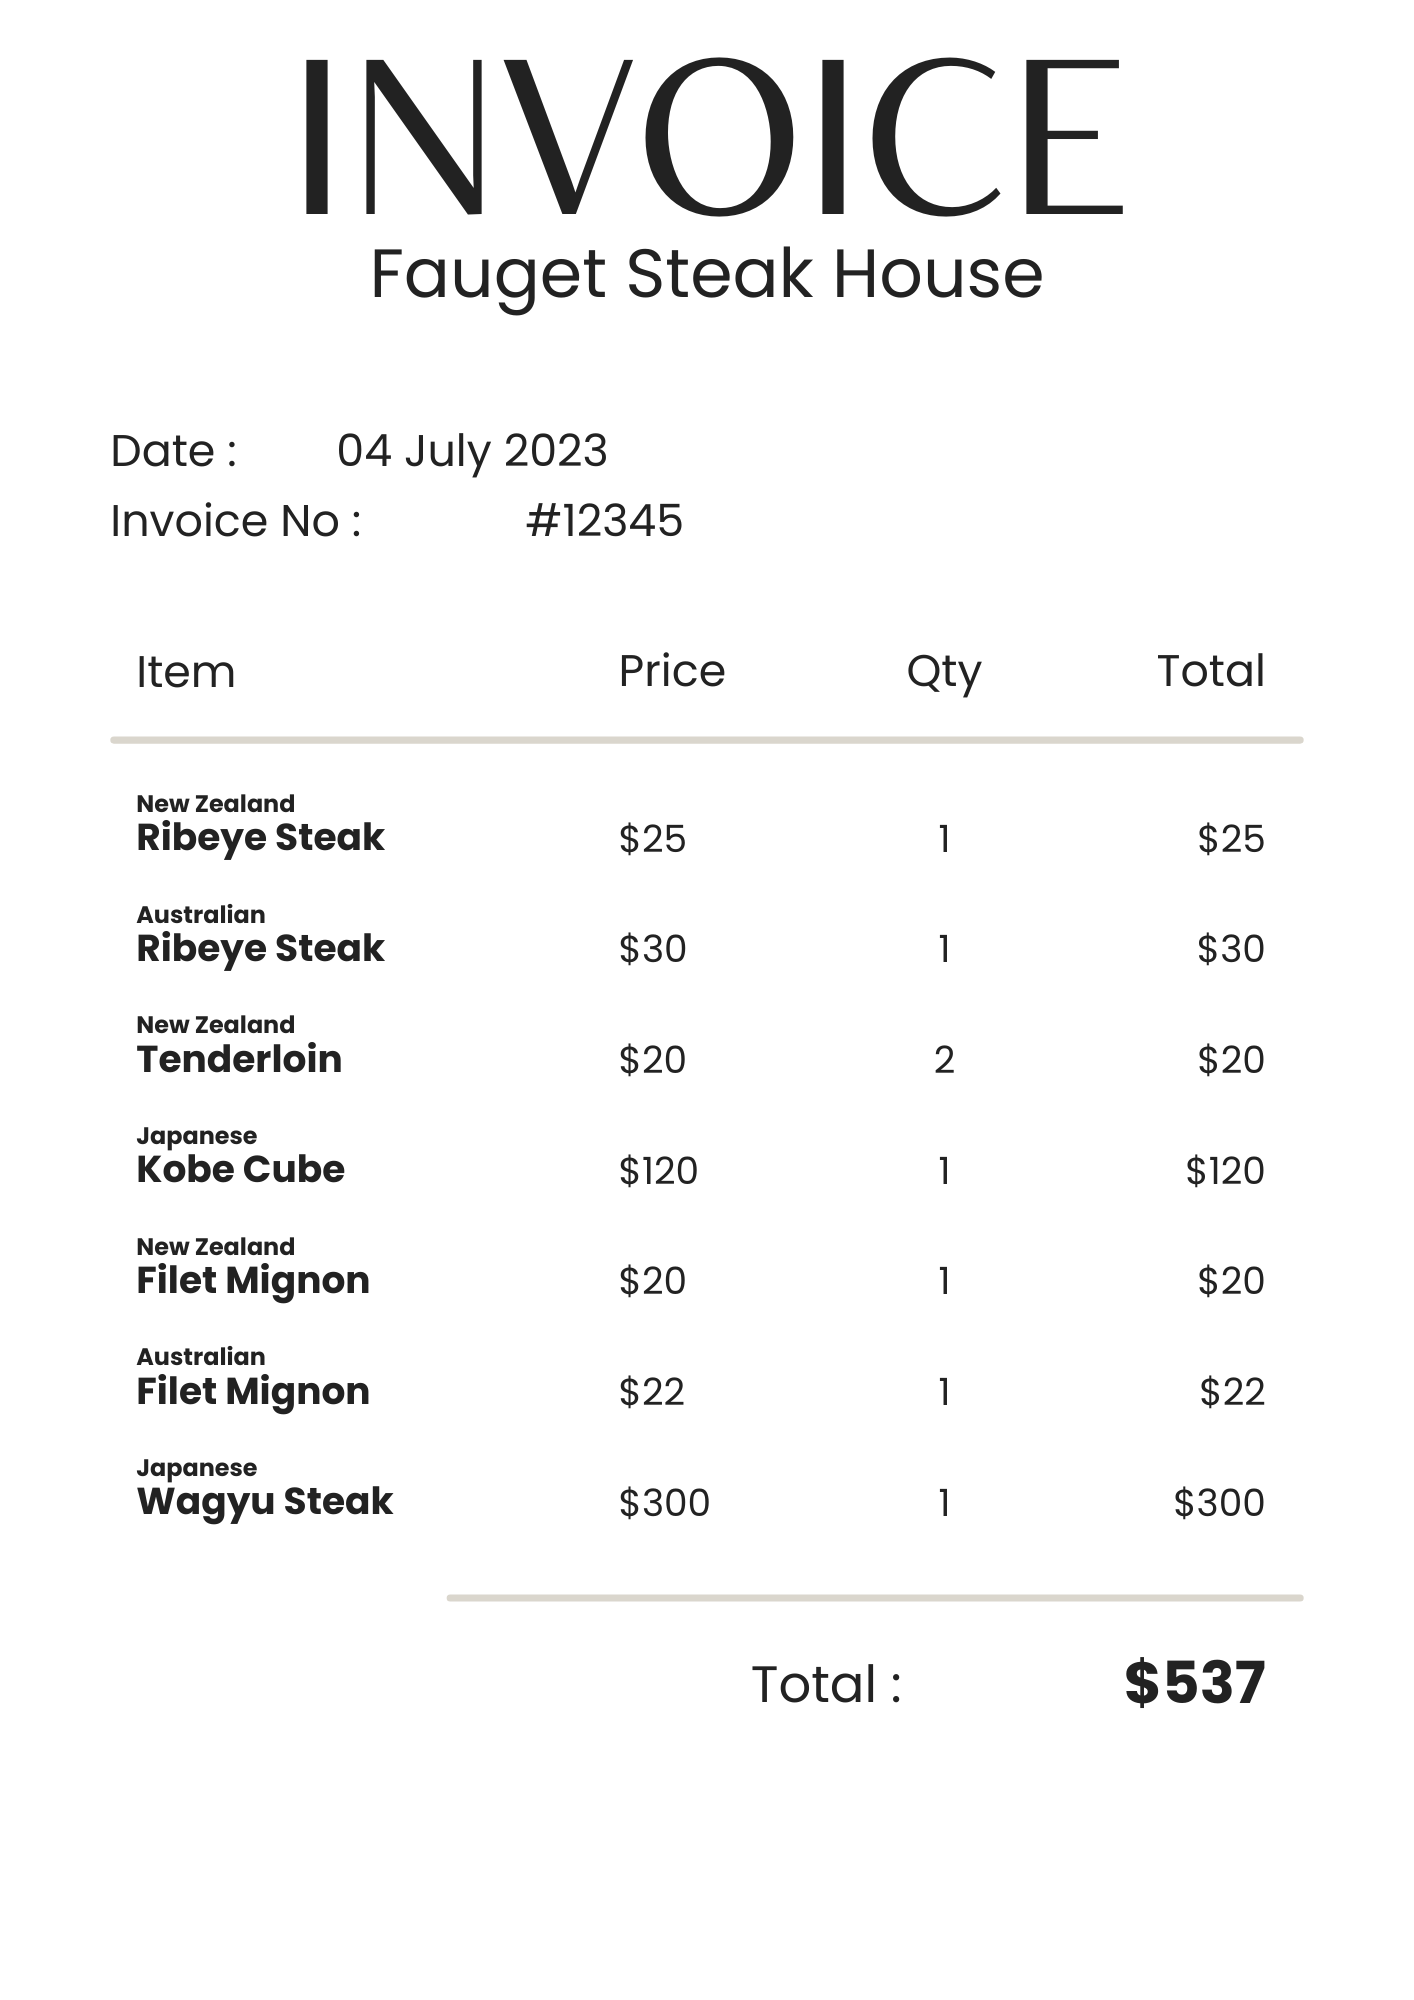 INVOICE
Fauget Steak House
Date : 04 July 2023
Invoice No : #12345
Item Price Qty Total
New Zealand
Ribeye Steak $25 1 $25
Australian
Ribeye Steak $30 1 $30
New Zealand
Tenderloin $20 2 $20
Japanese
Kobe Cube $120 1 $120
New Zealand
Filet Mignon $20 1 $20
Australian
Filet Mignon $22 1 $22
Japanese
Wagyu Steak $300 1 $300
Total : $537